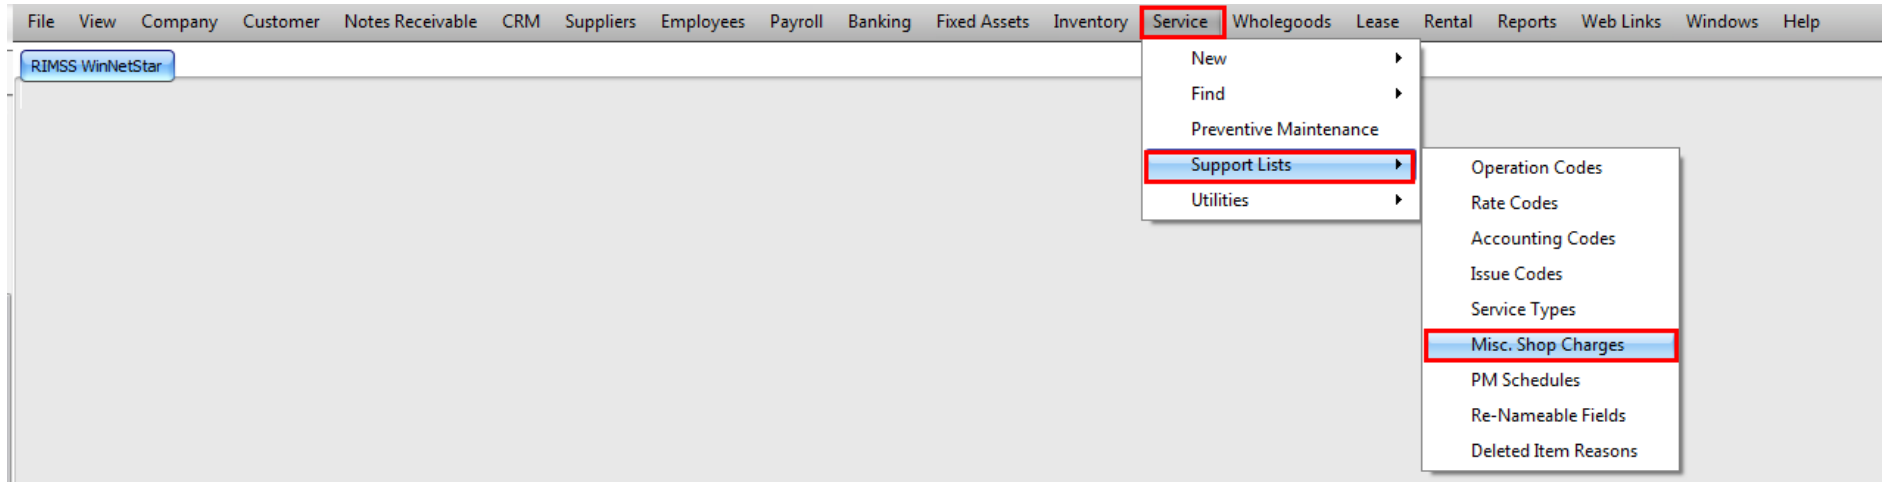 File View Company Customer Notes Receivable CRM Suppliers Employees Payroll Banking Fixed Assets Inventory Service Wholegoods Lease Rental Reports Web Links Windows Help
RIMSS WinNetStar
New
Find
Preventive Maintenance
Support Lists
Utilities
Operation Codes
Rate Codes
Accounting Codes
Issue Codes
Service Types
Misc. Shop Charges
PM Schedules
Re-Nameable Fields
Deleted Item Reasons